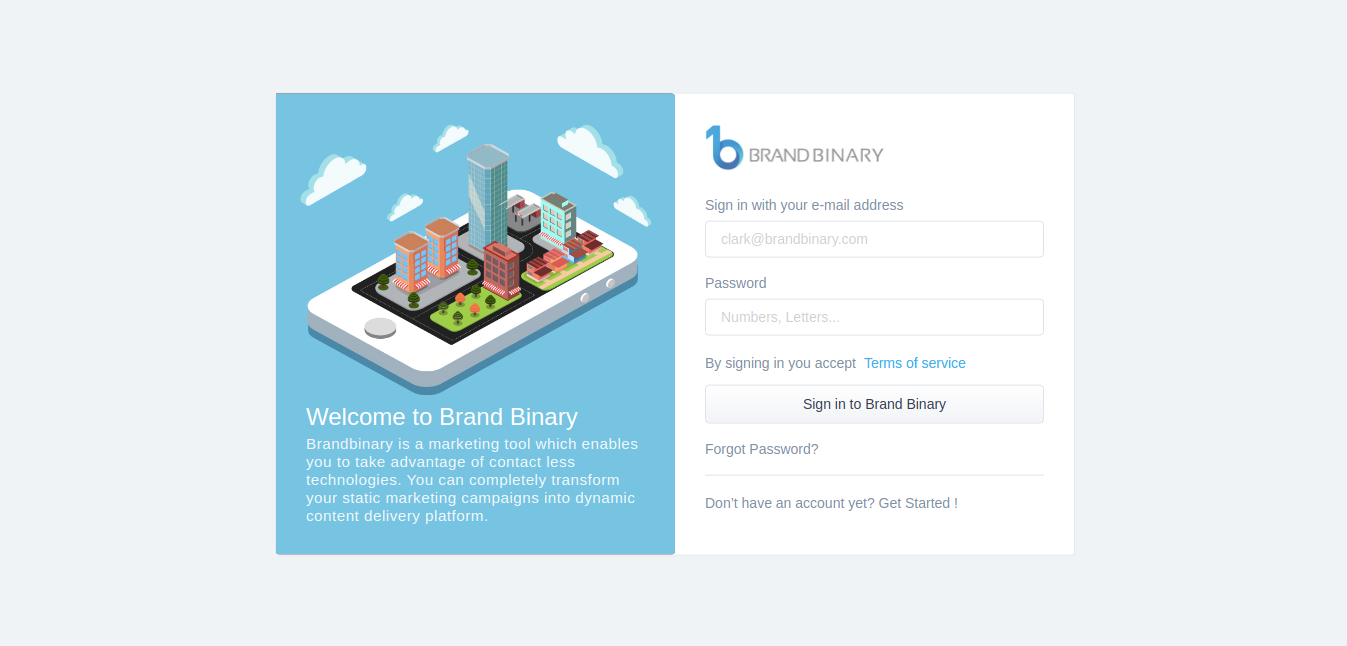 Welcome to Brand Binary
Brandbinary is a marketing tool which enables
you to take advantage of contact less
technologies. You can completely transform
your static marketing campaigns into dynamic
content delivery platform.
BRAND BINARY
Sign in with your e-mail address
clark@brandbinary.com
Password
Numbers, Letters...
By signing in you accept Terms of service
Sign in to Brand Binary
Forgot Password?
Don’t have an account yet? Get Started !